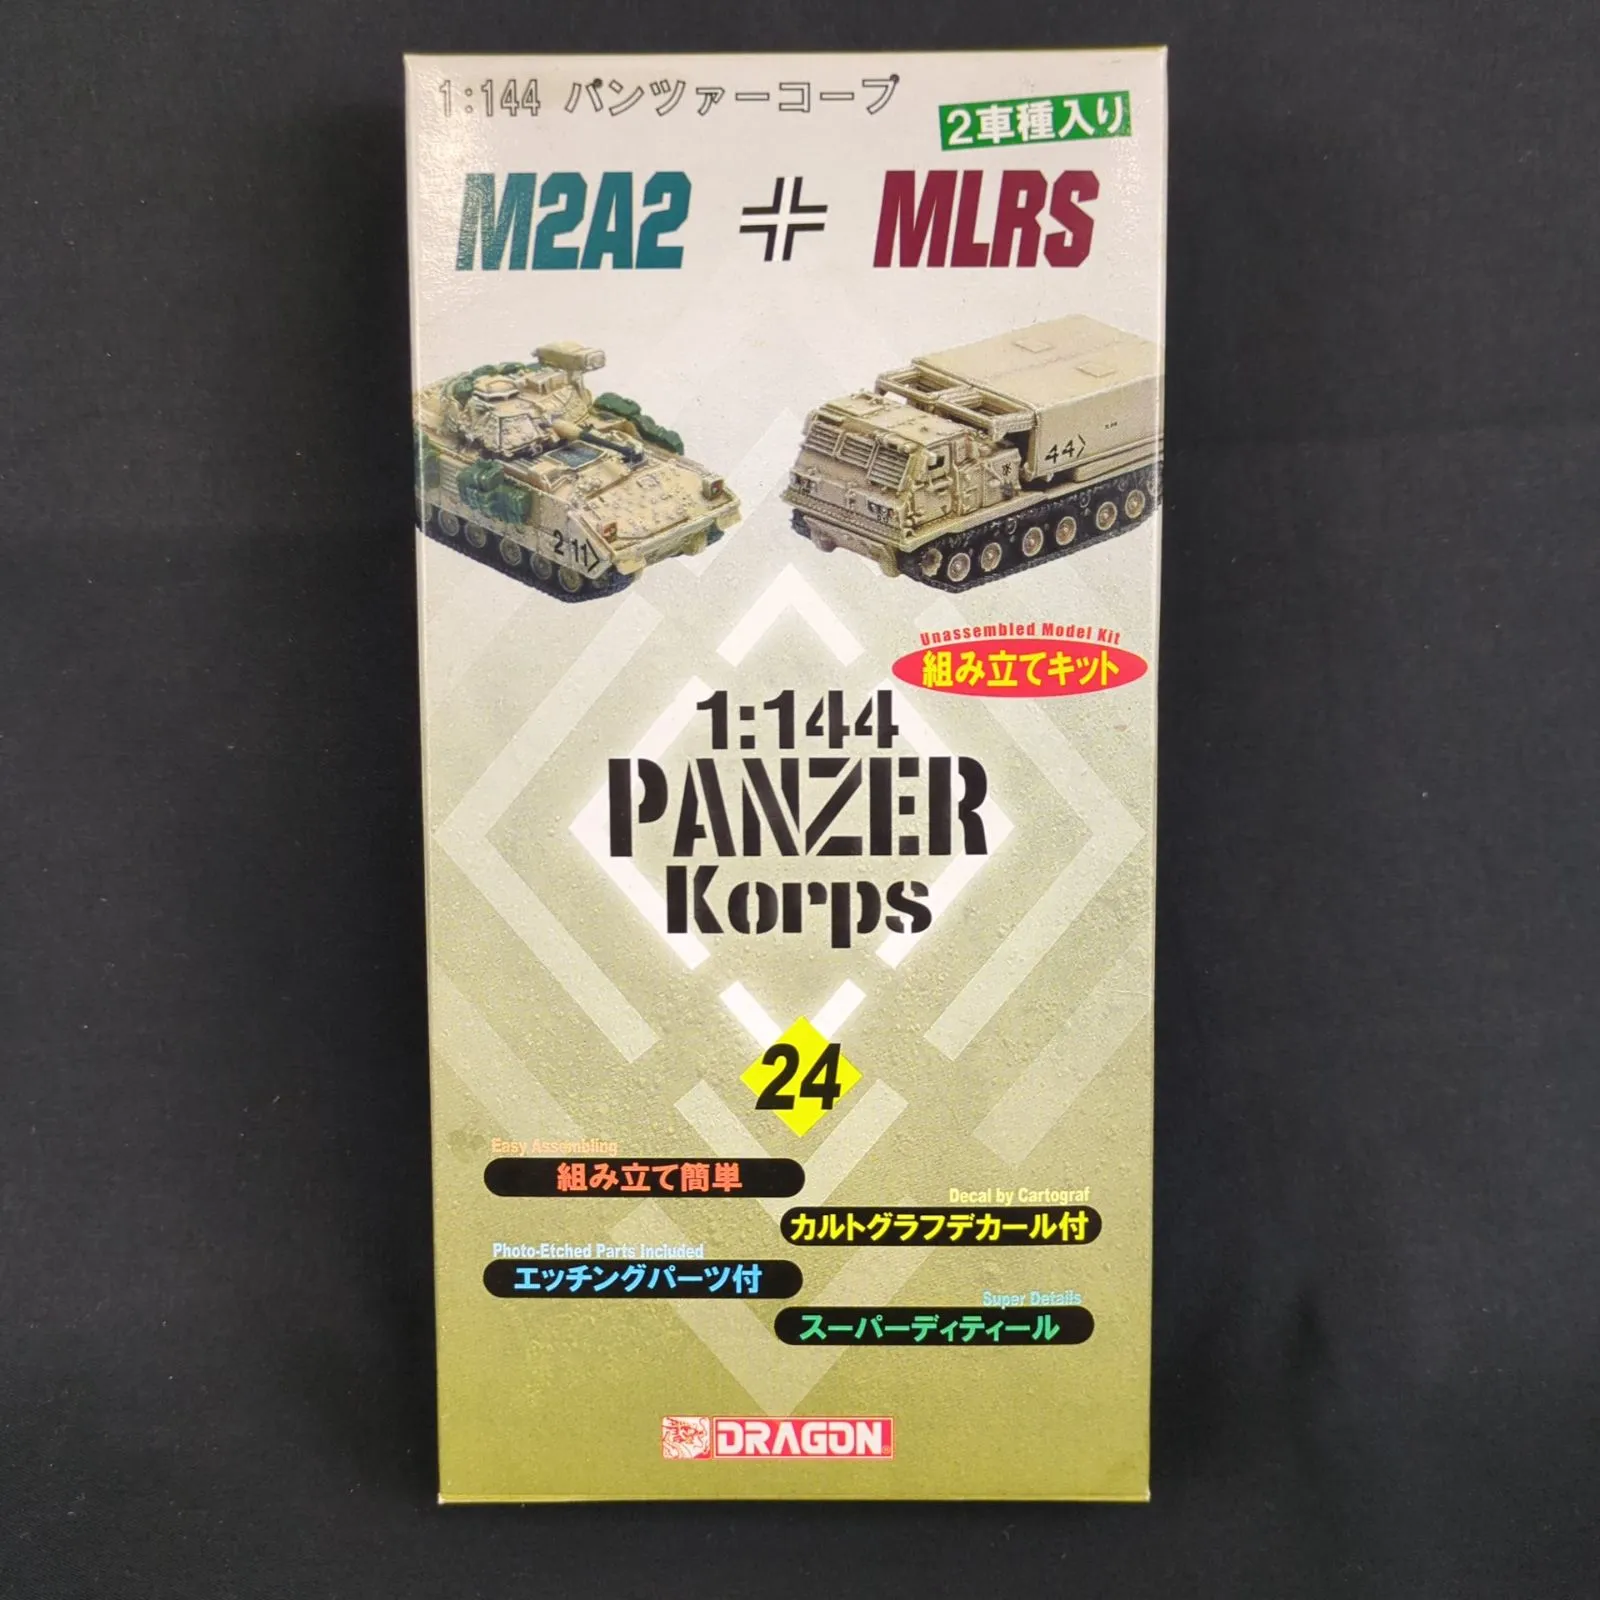 1:144 パンツァーコープ
2車種入り
M2A2 MLRS
2 11>
44>
Unassembled Model Kit
組み立てキット
1:144
PANZER
Korps
24
Easy Assembling
組み立て簡単
Decal by Cartograf
カルトグラフデカール付
Photo-Etched Parts Included
エッチングパーツ付
Super Details
スーパーディティール
DRAGON